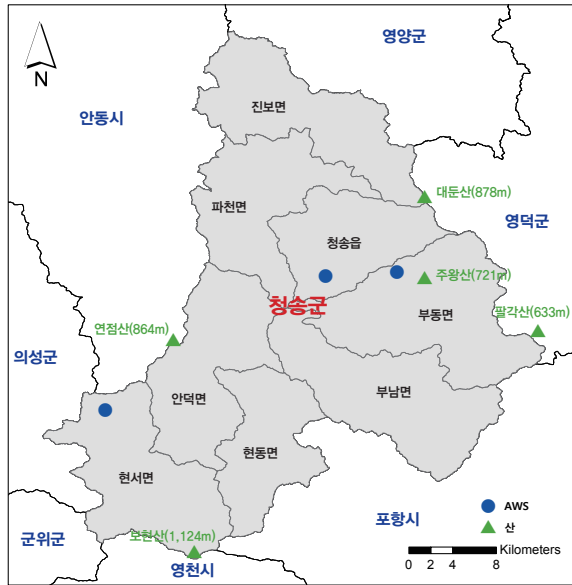 영양군
N
안동시
진보면
대둔산(878m)
파천면
영덕군
청송읍
주왕산(721m)
청송군
팔각산(633m)
부동면
연점산(864m)
의성군
부남면
안덕면
현동면
현서면
AWS
포항시
산
보현산(1,124m)
군위군
영천시
Kilometers
0 2 4 8